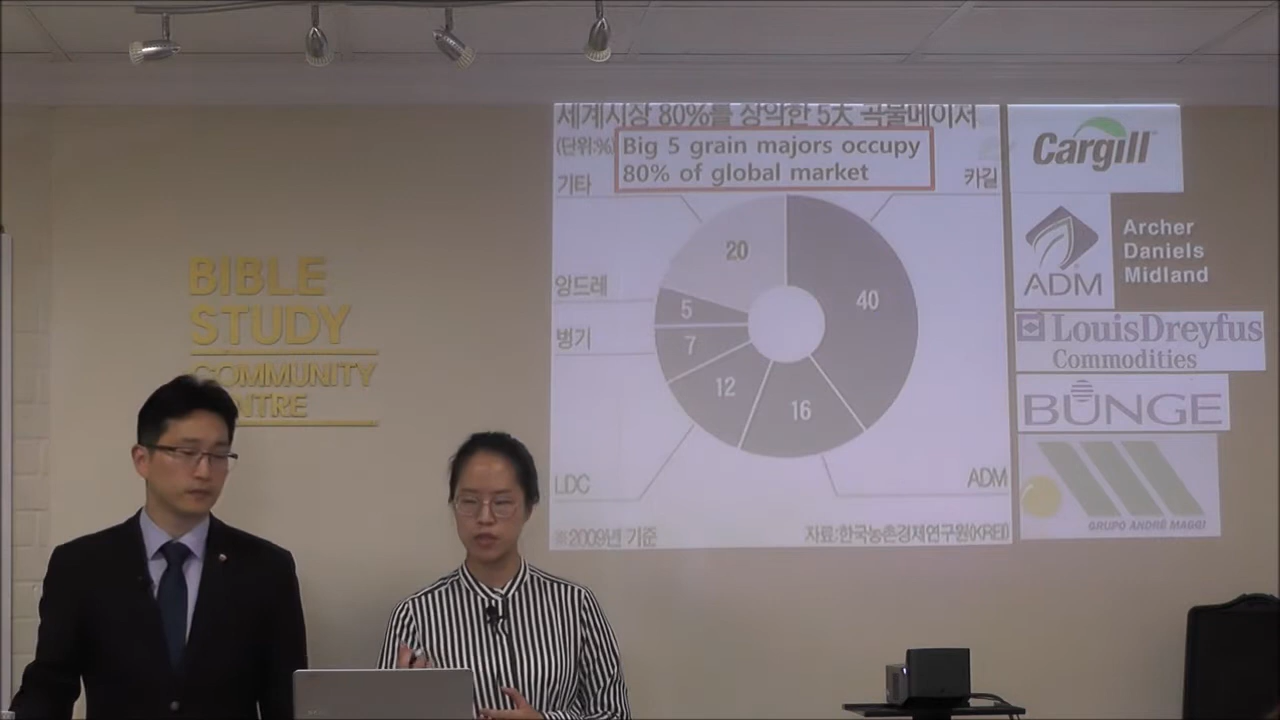 BIBLE
STUDY
COMMUNITY
NTRE
세계시장 80%를 장악한 5大 곡물메이저
(단위:%)
Big 5 grain majors occupy
80% of global market
기타
카길
20
40
앙드레
5
벙기
7
12
16
LDC
ADM
※2009년 기준
자료:한국농촌경제연구원(KREI)
Cargill
ADM
Archer
Daniels
Midland
LouisDreyfus
Commodities
BUNGE
GRUPO ANDRÉ MAGGI